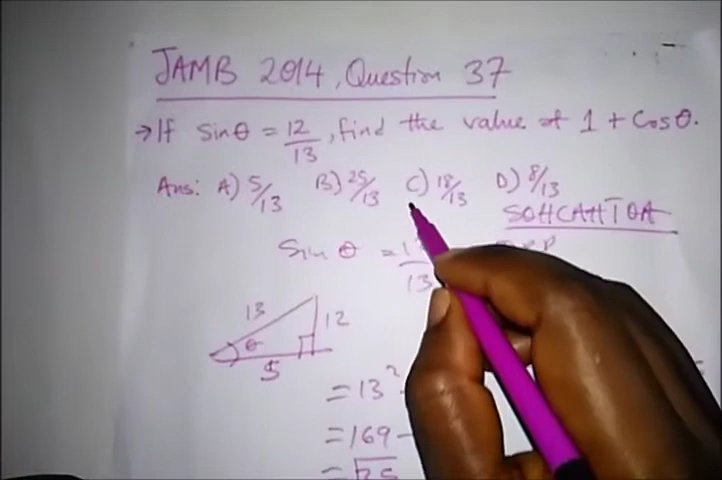 JAMB 2014, Question 37
→ If Sinθ = 12/13, find the value of 1 + Cosθ.
Ans: A) 5/13 B) 25/13 C) 18/13 D) 8/13
SOHCAHTOA
Sin θ =
13
13
12
θ
5
= 13²
= 169 -
= √25